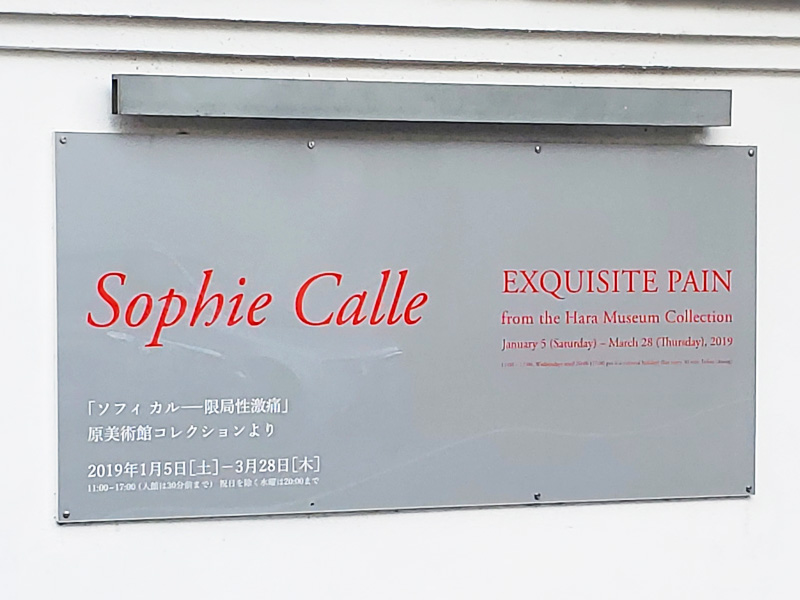 Sophie Calle
EXQUISITE PAIN
from the Hara Museum Collection
January 5 (Saturday) – March 28 (Thursday), 2019
「ソフィ カル―限局性激痛」
原美術館コレクションより
2019年1月5日[土]－3月28日[木]
11:00~17:00 (入館は30分前まで) 祝日を除く水曜は20:00まで